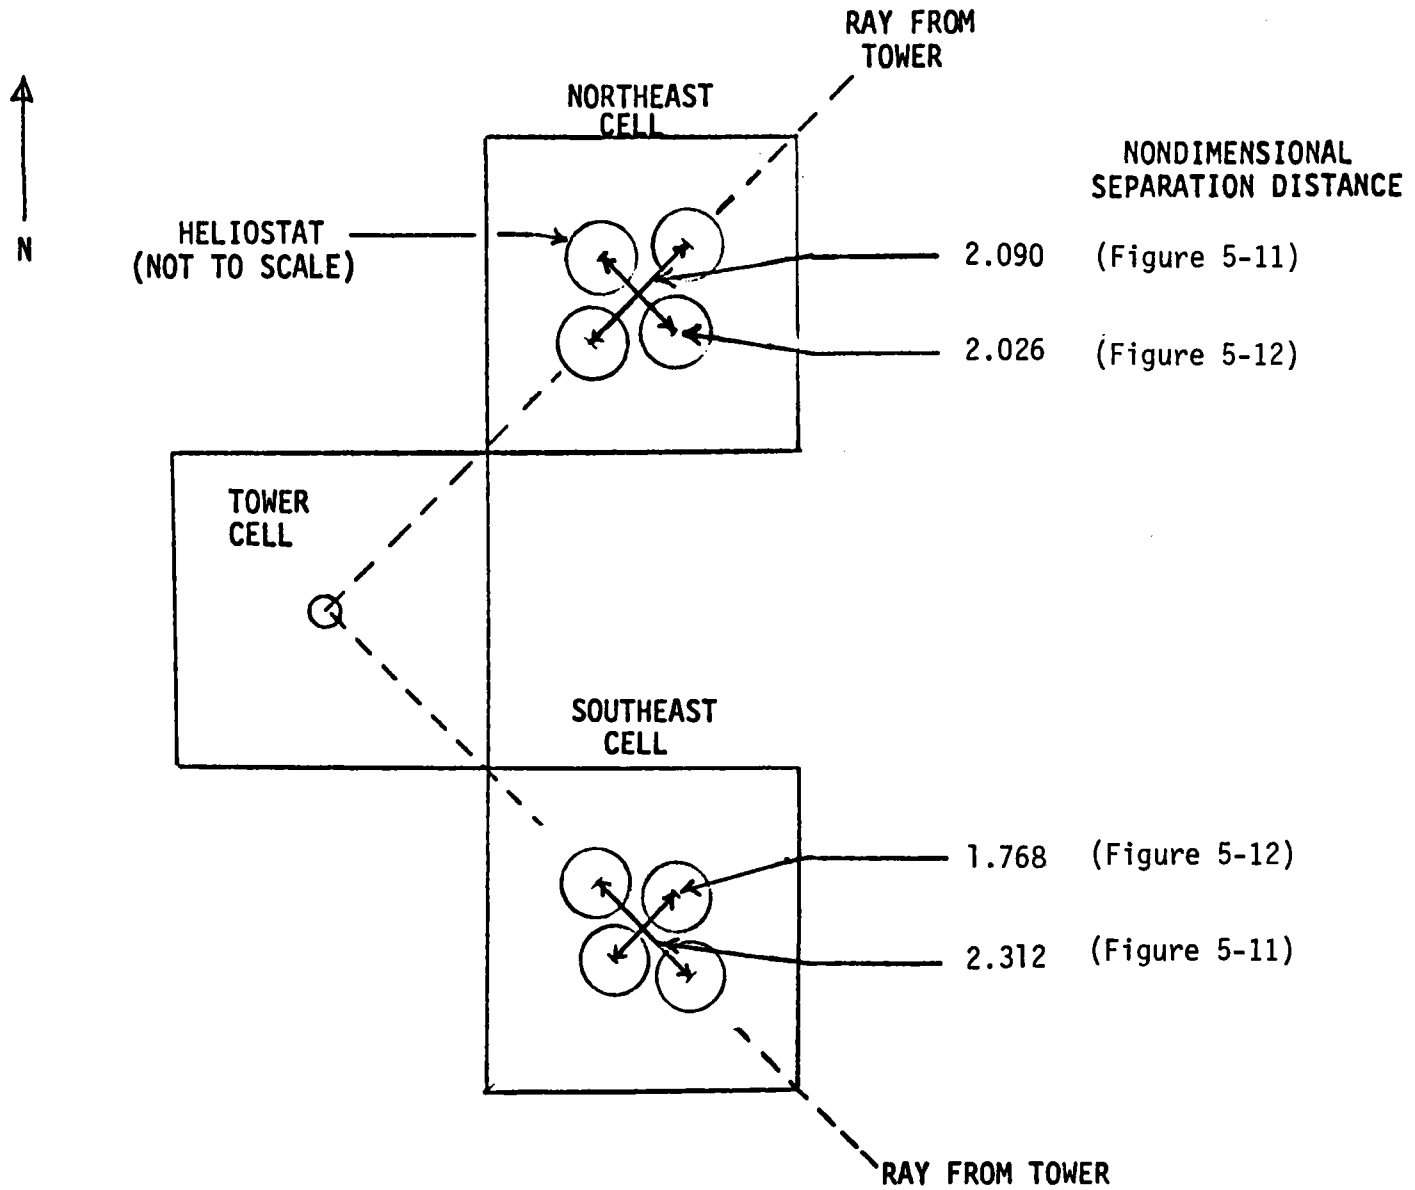 RAY FROM
TOWER
NORTHEAST
CELL
NONDIMENSIONAL
SEPARATION DISTANCE
N
HELIOSTAT
(NOT TO SCALE)
2.090 (Figure 5-11)
2.026 (Figure 5-12)
TOWER
CELL
SOUTHEAST
CELL
1.768 (Figure 5-12)
2.312 (Figure 5-11)
RAY FROM TOWER